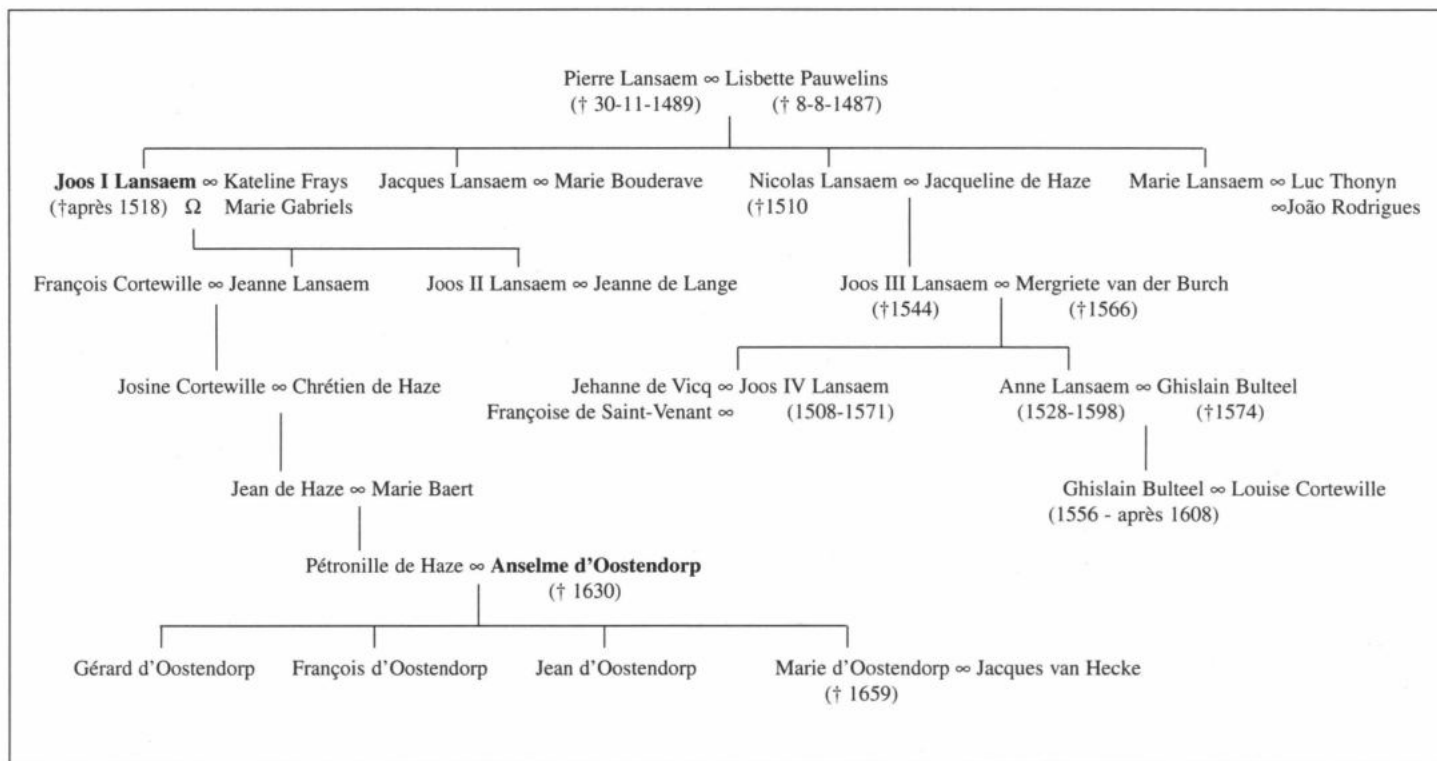 Pierre Lansaem ∞ Lisbette Pauwelins
(† 30-11-1489) († 8-8-1487)
Joos I Lansaem ∞ Kateline Frays Jacques Lansaem ∞ Marie Bouderave Nicolas Lansaem ∞ Jacqueline de Haze Marie Lansaem ∞ Luc Thonyn
(†après 1518) Ω Marie Gabriels (†1510 ∞João Rodrigues
François Cortewille ∞ Jeanne Lansaem Joos II Lansaem ∞ Jeanne de Lange Joos III Lansaem ∞ Mergriete van der Burch
(†1544) (†1566)
Josine Cortewille ∞ Chrétien de Haze Jehanne de Vicq ∞ Joos IV Lansaem Anne Lansaem ∞ Ghislain Bulteel
Françoise de Saint-Venant ∞ (1508-1571) (1528-1598) (†1574)
Jean de Haze ∞ Marie Baert Ghislain Bulteel ∞ Louise Cortewille
(1556 - après 1608)
Pétronille de Haze ∞ Anselme d'Oostendorp
(† 1630)
Gérard d'Oostendorp François d'Oostendorp Jean d'Oostendorp Marie d'Oostendorp ∞ Jacques van Hecke
(† 1659)